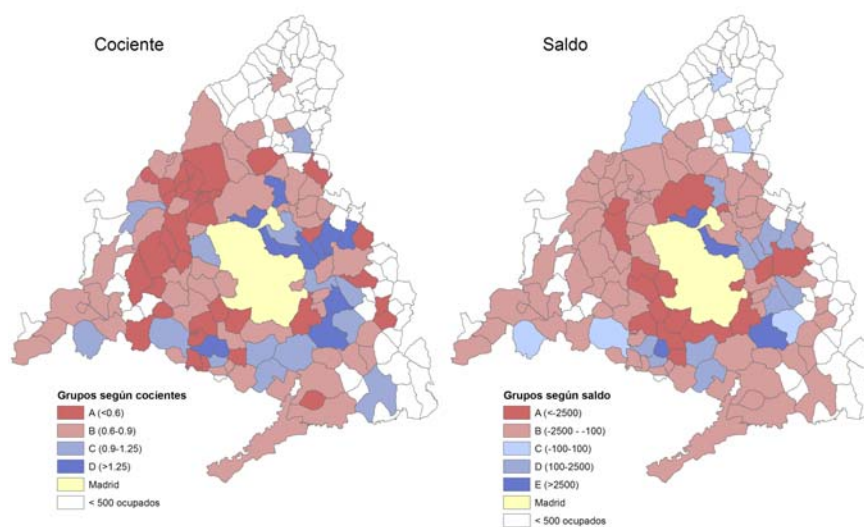 Cociente
Grupos según cocientes
A (<0.6)
B (0.6-0.9)
C (0.9-1.25)
D (>1.25)
Madrid
< 500 ocupados
Saldo
Grupos según saldo
A (<-2500)
B (-2500 - -100)
C (-100-100)
D (100-2500)
E (>2500)
Madrid
< 500 ocupados